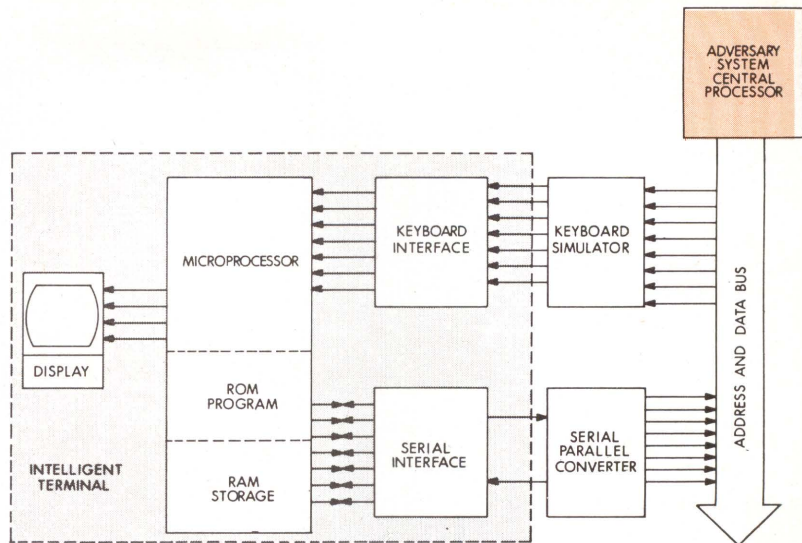 ADVERSARY
SYSTEM
CENTRAL
PROCESSOR
MICROPROCESSOR
KEYBOARD
INTERFACE
KEYBOARD
SIMULATOR
ADDRESS AND DATA BUS
DISPLAY
ROM
PROGRAM
INTELLIGENT
TERMINAL
RAM
STORAGE
SERIAL
INTERFACE
SERIAL
PARALLEL
CONVERTER